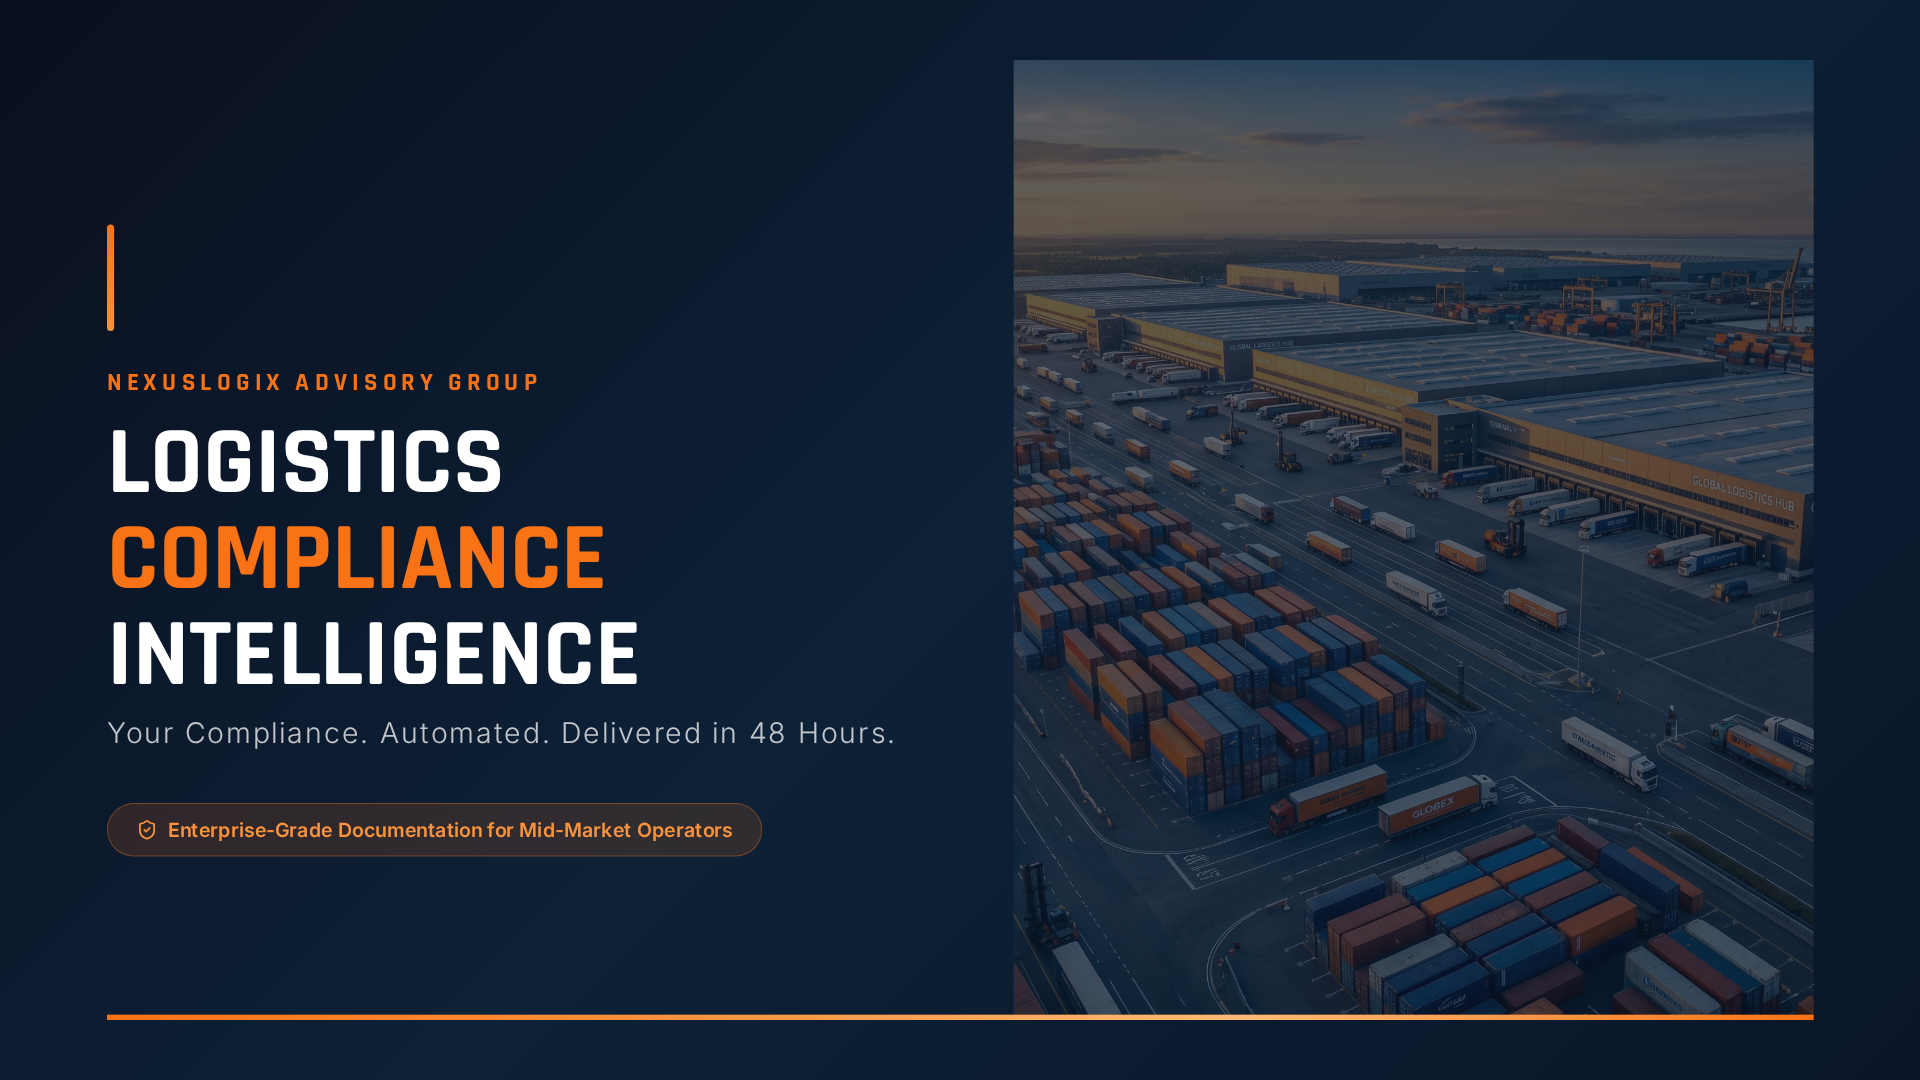 NEXUSLOGIX ADVISORY GROUP
LOGISTICS
COMPLIANCE
INTELLIGENCE
Your Compliance. Automated. Delivered in 48 Hours.
Enterprise-Grade Documentation for Mid-Market Operators
GLOBAL LOGISTICS HUB
GLOBEX